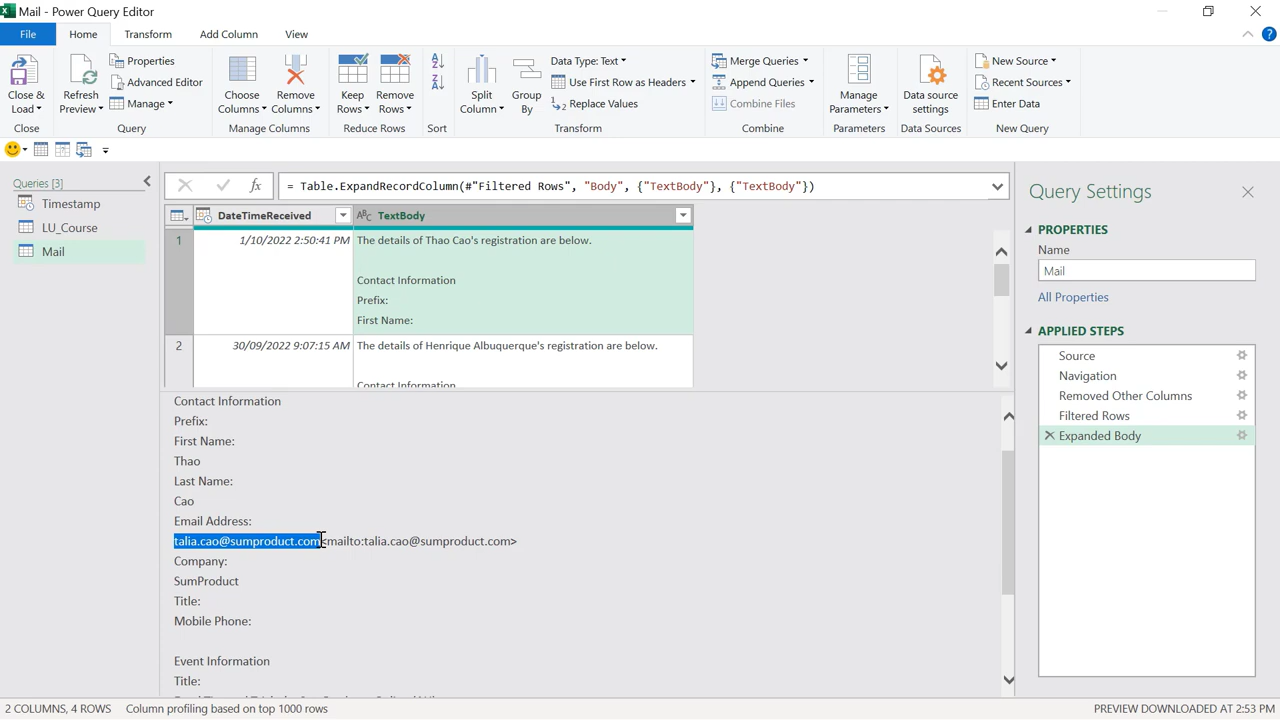 Mail - Power Query Editor
File
Home
Transform
Add Column
View
Close &
Load
Close
Refresh
Preview
Properties
Advanced Editor
Manage
Query
Choose
Columns
Remove
Columns
Manage Columns
Keep
Rows
Remove
Rows
Reduce Rows
Sort
Split
Column
Group
By
Data Type: Text
Use First Row as Headers
Replace Values
Transform
Merge Queries
Append Queries
Combine Files
Combine
Manage
Parameters
Parameters
Data source
settings
Data Sources
New Source
Recent Sources
Enter Data
New Query
Queries [3]
Timestamp
LU_Course
Mail
= Table.ExpandRecordColumn(#"Filtered Rows", "Body", {"TextBody"}, {"TextBody"})
DateTimeReceived
TextBody
1
1/10/2022 2:50:41 PM
The details of Thao Cao's registration are below.
Contact Information
Prefix:
First Name:
2
30/09/2022 9:07:15 AM
The details of Henrique Albuquerque's registration are below.
Contact Information
Contact Information
Prefix:
First Name:
Thao
Last Name:
Cao
Email Address:
talia.cao@sumproduct.com<mailto:talia.cao@sumproduct.com>
Company:
SumProduct
Title:
Mobile Phone:
Event Information
Title:
Query Settings
PROPERTIES
Name
Mail
All Properties
APPLIED STEPS
Source
Navigation
Removed Other Columns
Filtered Rows
Expanded Body
2 COLUMNS, 4 ROWS
Column profiling based on top 1000 rows
PREVIEW DOWNLOADED AT 2:53 PM